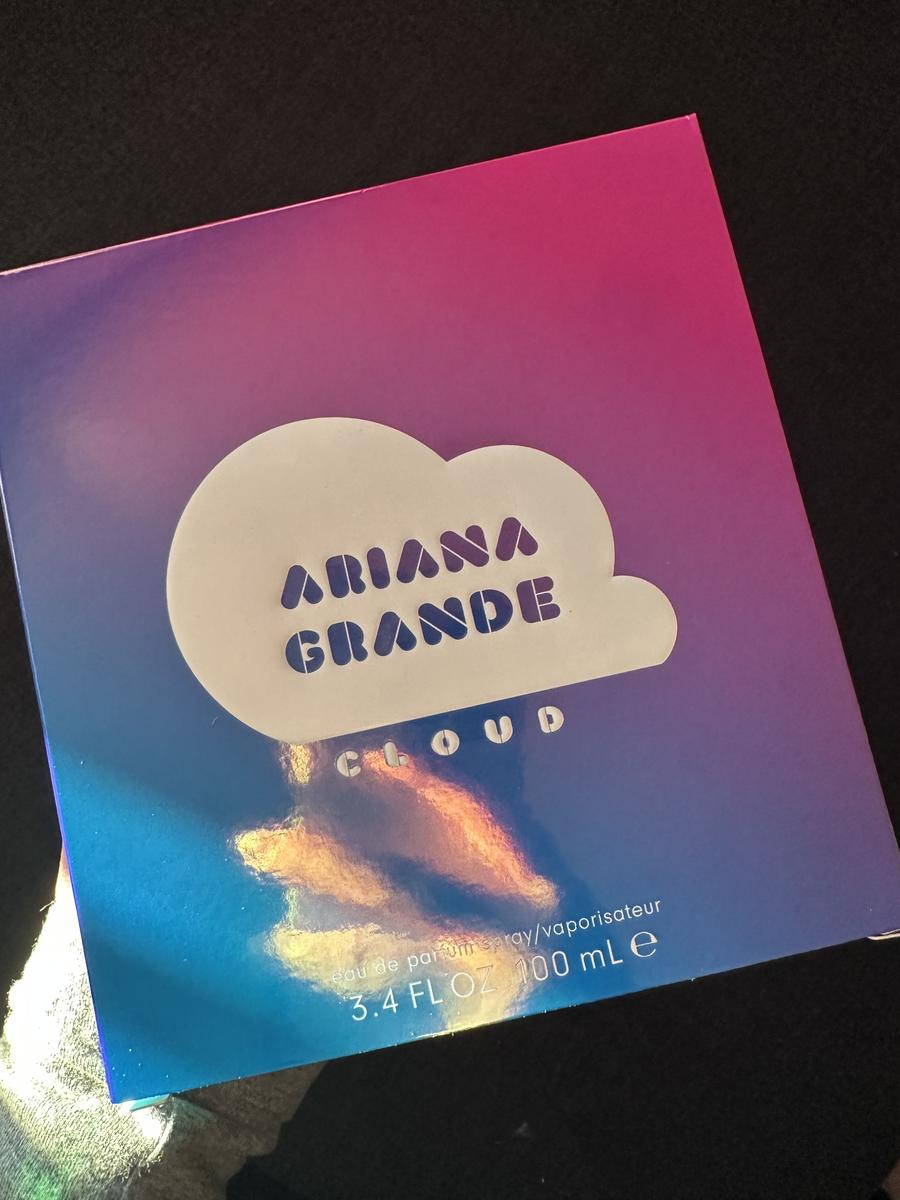 ARIANA
GRANDE
CLOUD
eau de parfum spray/vaporisateur
3.4 FL OZ 100 mL ℮